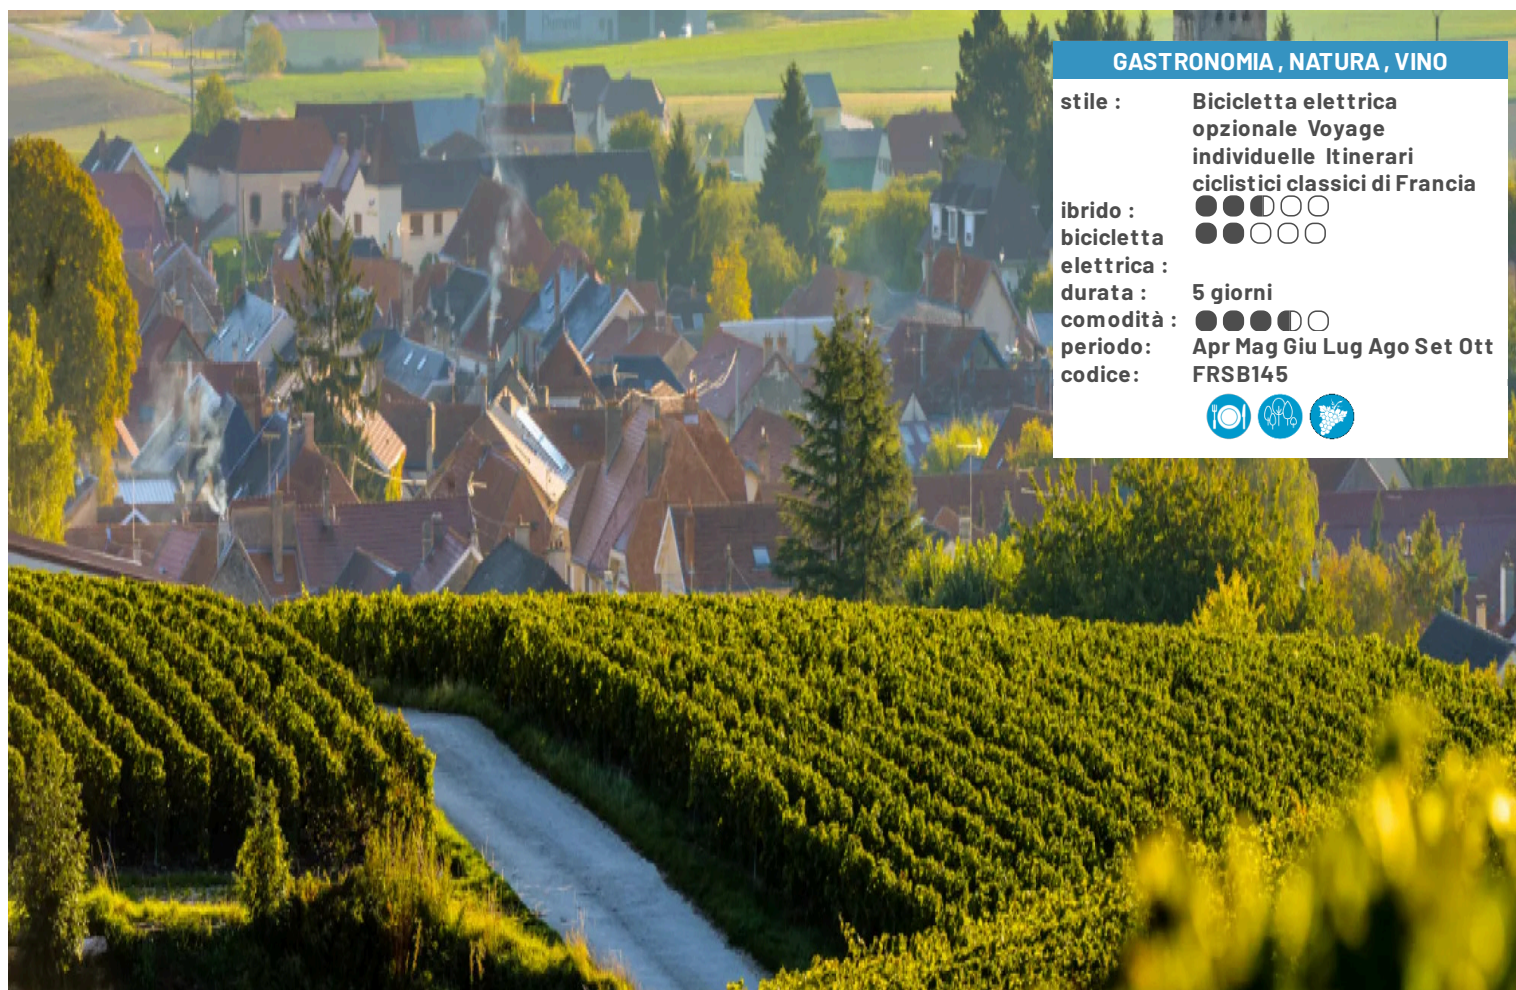 GASTRONOMIA , NATURA , VINO
stile : Bicicletta elettrica
opzionale Voyage
individuelle Itinerari
ciclistici classici di Francia
ibrido :
bicicletta
elettrica :
durata : 5 giorni
comodità :
periodo: Apr Mag Giu Lug Ago Set Ott
codice: FRSB145